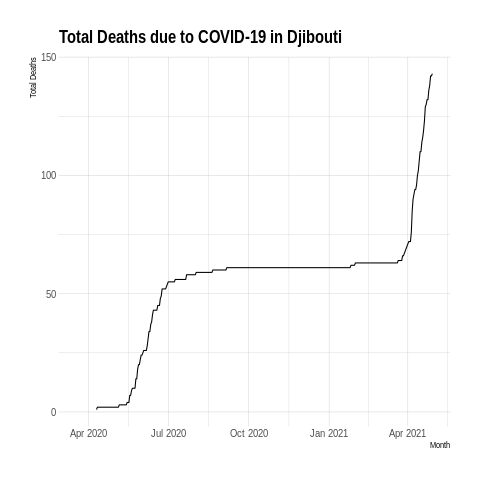 Total Deaths due to COVID-19 in Djibouti
Total Deaths
150
100
50
0
Apr 2020 Jul 2020 Oct 2020 Jan 2021 Apr 2021
Month